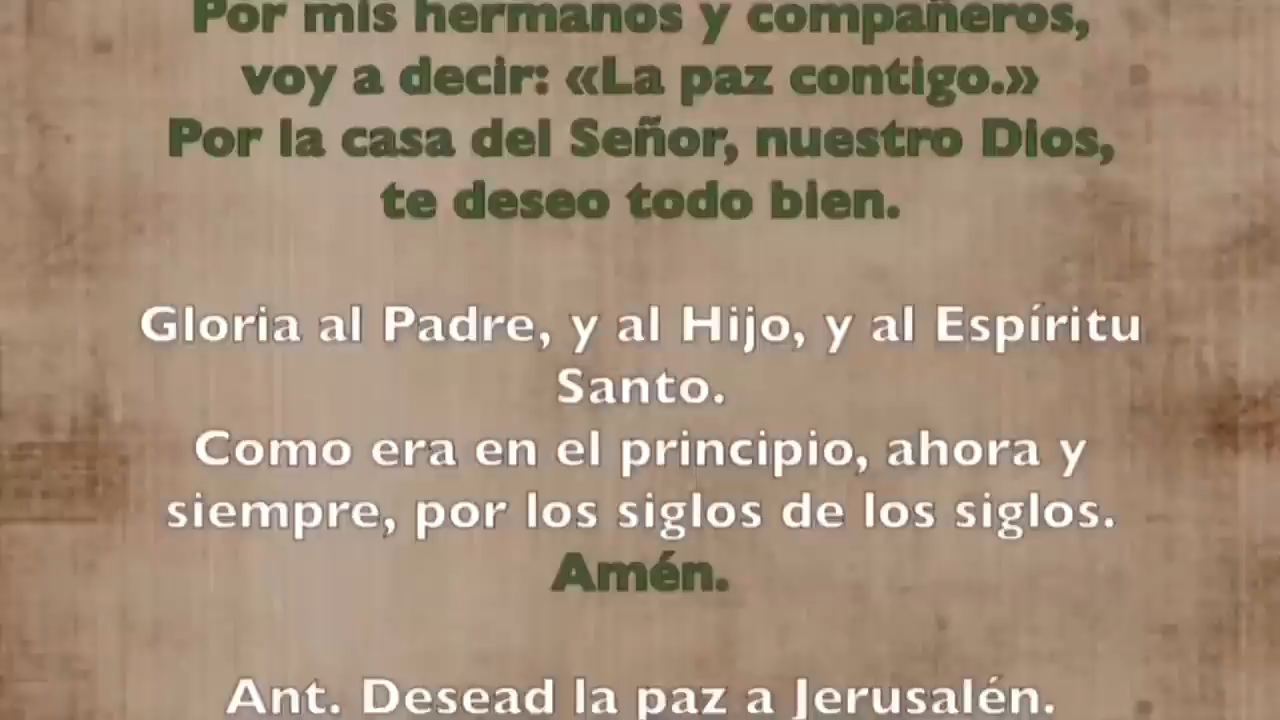 Por mis hermanos y compañeros,
voy a decir: «La paz contigo.»
Por la casa del Señor, nuestro Dios,
te deseo todo bien.
Gloria al Padre, y al Hijo, y al Espíritu
Santo.
Como era en el principio, ahora y
siempre, por los siglos de los siglos.
Amén.
Ant. Desead la paz a Jerusalén.